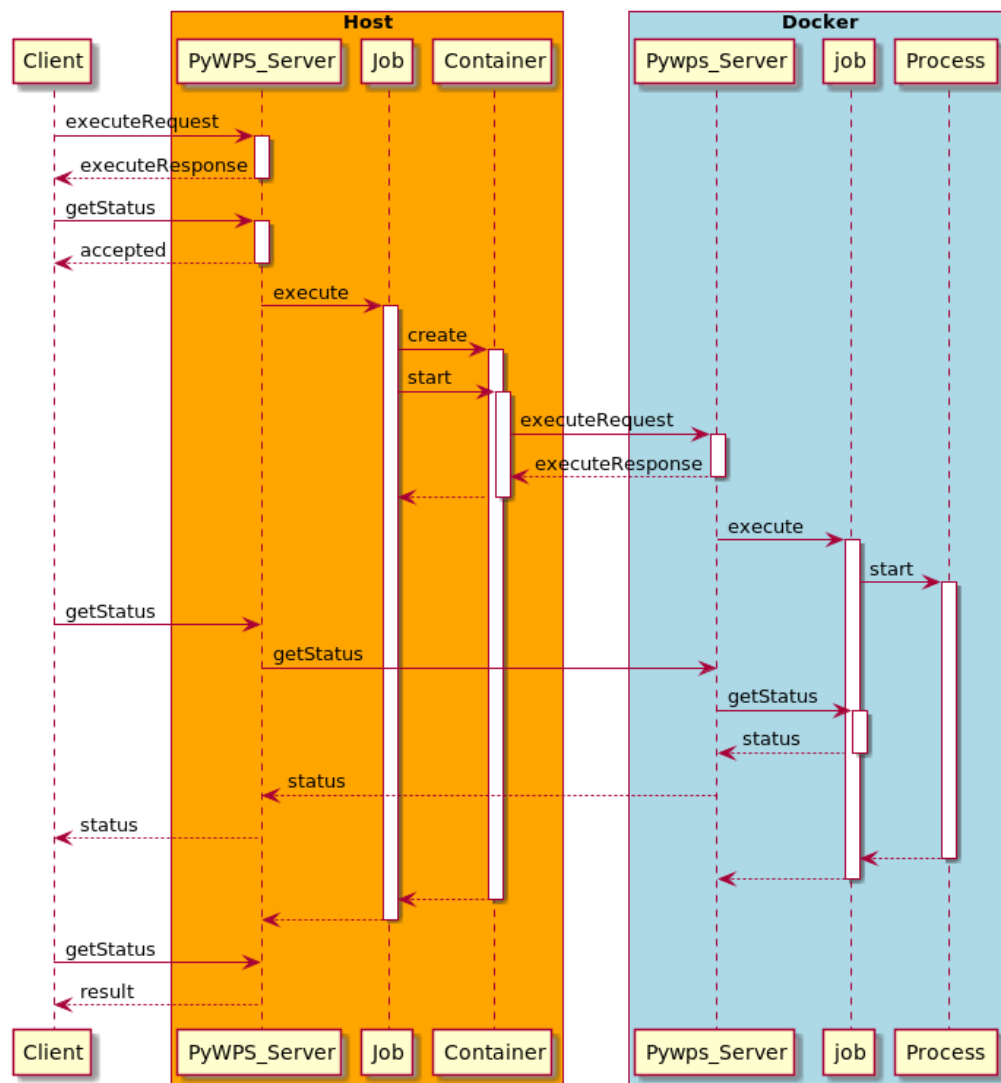 Host
Docker
Client
PyWPS_Server
Job
Container
Pywps_Server
job
Process
executeRequest
executeResponse
getStatus
accepted
execute
create
start
executeRequest
executeResponse
execute
start
getStatus
getStatus
getStatus
status
status
status
getStatus
result
Client
PyWPS_Server
Job
Container
Pywps_Server
job
Process